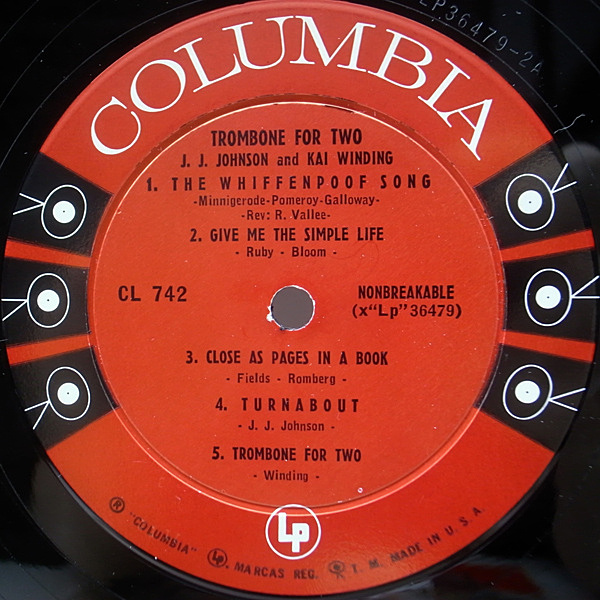 LP36479-2A
COLUMBIA
TROMBONE FOR TWO
J. J. JOHNSON and KAI WINDING
1. THE WHIFFENPOOF SONG
-Minnigerode-Pomeroy-Galloway-
-Rev: R. Vallee-
2. GIVE ME THE SIMPLE LIFE
- Ruby - Bloom -
CL 742
NONBREAKABLE
(x"Lp" 36479)
3. CLOSE AS PAGES IN A BOOK
- Fields - Romberg -
4. TURNABOUT
- J. J. Johnson -
5. TROMBONE FOR TWO
- Winding -
Lp
® "COLUMBIA" Lp, MARCAS REG. T. M. MADE IN U. S. A.